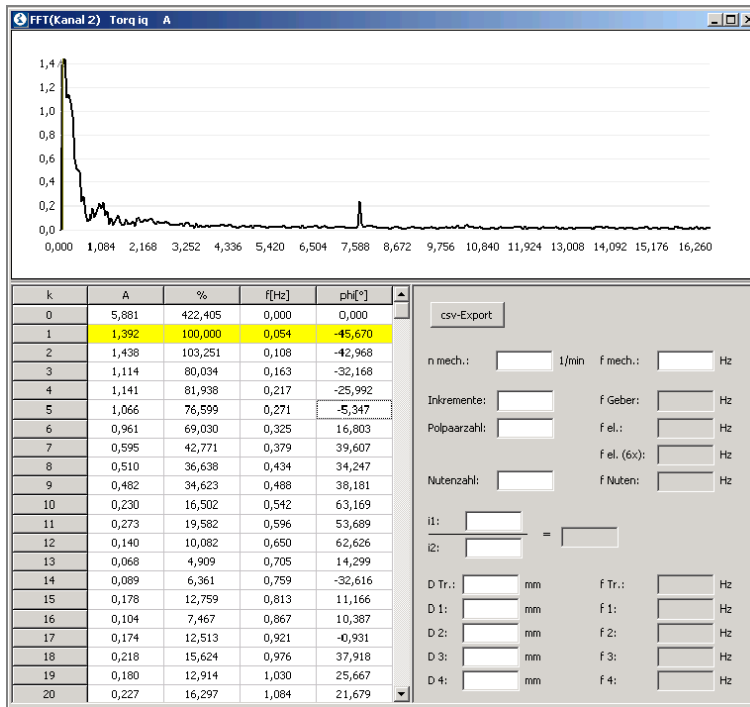 FFT(Kanal 2) Torq iq A
1,4
1,2
1,0
0,8
0,6
0,4
0,2
0,0
0,000 1,084 2,168 3,252 4,336 5,420 6,504 7,588 8,672 9,756 10,840 11,924 13,008 14,092 15,176 16,260
k A % f[Hz] phi[°]
0 5,881 422,405 0,000 0,000
1 1,392 100,000 0,054 -45,670
2 1,438 103,251 0,108 -42,968
3 1,114 80,034 0,163 -32,168
4 1,141 81,938 0,217 -25,992
5 1,066 76,599 0,271 -5,347
6 0,961 69,030 0,325 16,803
7 0,595 42,771 0,379 39,607
8 0,510 36,638 0,434 34,247
9 0,482 34,623 0,488 38,181
10 0,230 16,502 0,542 63,169
11 0,273 19,582 0,596 53,689
12 0,140 10,082 0,650 62,626
13 0,068 4,909 0,705 14,299
14 0,089 6,361 0,759 -32,616
15 0,178 12,759 0,813 11,166
16 0,104 7,467 0,867 10,387
17 0,174 12,513 0,921 -0,931
18 0,218 15,624 0,976 37,918
19 0,180 12,914 1,030 25,667
20 0,227 16,297 1,084 21,679
csv-Export
n mech.: 1/min f mech.: Hz
Inkremente: f Geber: Hz
Polpaarzahl: f el.: Hz
f el. (6x): Hz
Nutenzahl: f Nuten: Hz
i1:
=
i2:
D Tr.: mm f Tr.: Hz
D 1: mm f 1: Hz
D 2: mm f 2: Hz
D 3: mm f 3: Hz
D 4: mm f 4: Hz